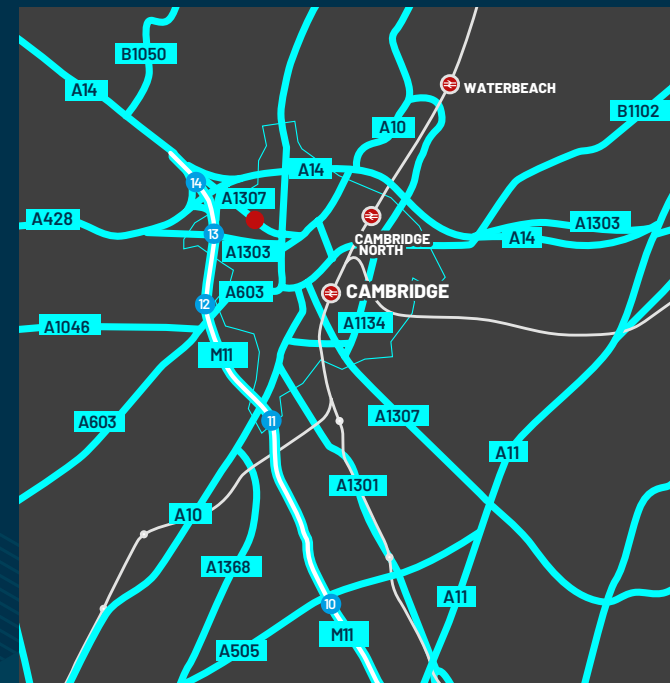 B1050
A14
WATERBEACH
B1102
A10
A14
14
A1307
A428
A1303
13
CAMBRIDGE
NORTH
A14
A1303
A603
CAMBRIDGE
12
A1046
A1134
M11
A603
11
A1307
A11
A1301
A10
A1368
A11
10
M11
A505